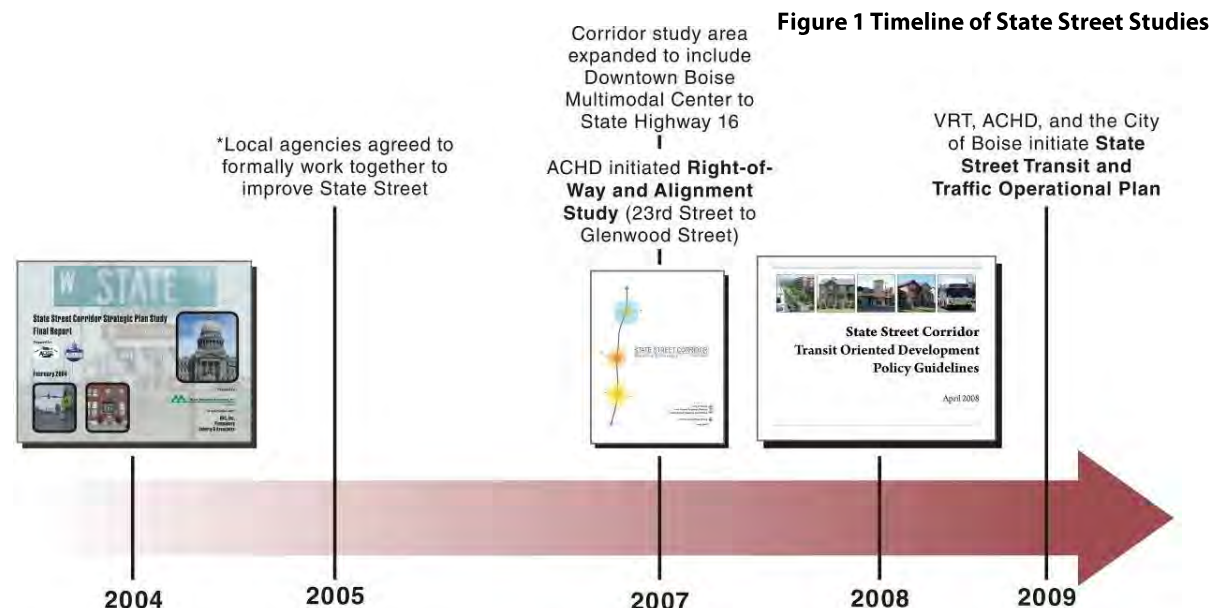 Figure 1 Timeline of State Street Studies
Corridor study area
expanded to include
Downtown Boise
Multimodal Center to
State Highway 16
*Local agencies agreed to
formally work together to
improve State Street
ACHD initiated Right-of-
Way and Alignment
Study (23rd Street to
Glenwood Street)
VRT, ACHD, and the City
of Boise initiate State
Street Transit and
Traffic Operational Plan
W STATE
State Street Corridor Strategic Plan Study
Final Report
February 2004
STATE STREET CORRIDOR
State Street Corridor
Transit Oriented Development
Policy Guidelines
April 2008
2004
2005
2007
2008
2009